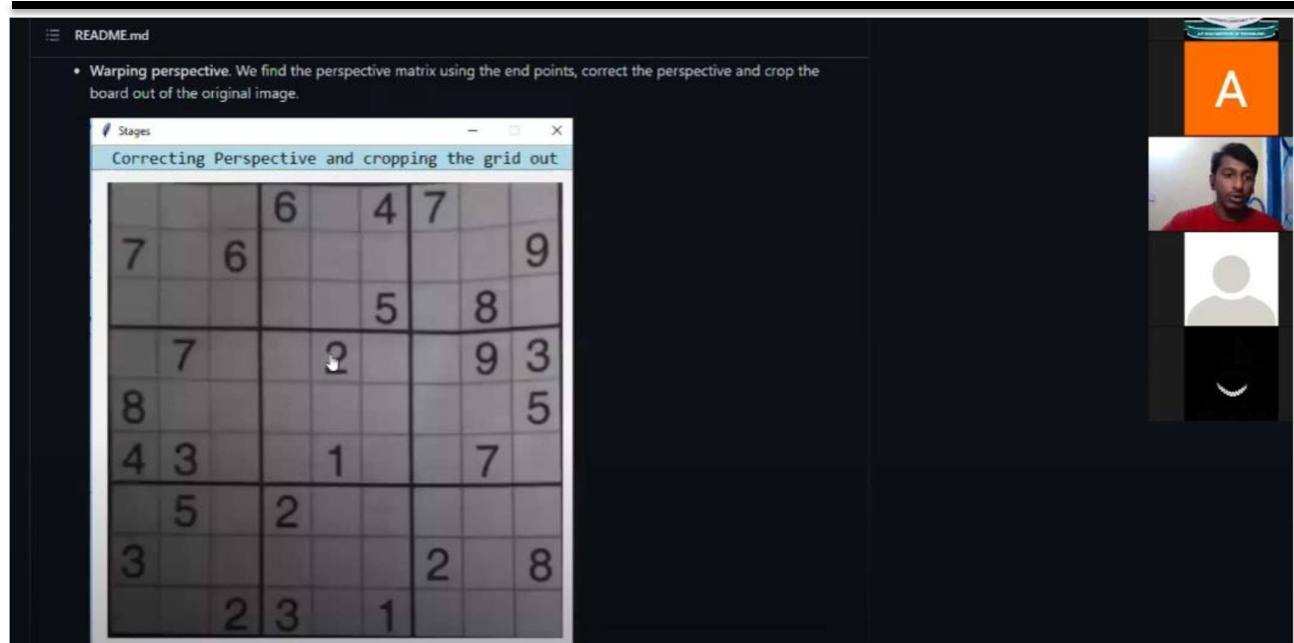 README.md
• Warping perspective. We find the perspective matrix using the end points, correct the perspective and crop the
board out of the original image.
Stages
Correcting Perspective and cropping the grid out
6 4 7
7 6 9
5 8
7 2 9 3
8 5
4 3 1 7
5 2
3 2 8
2 3 1
A